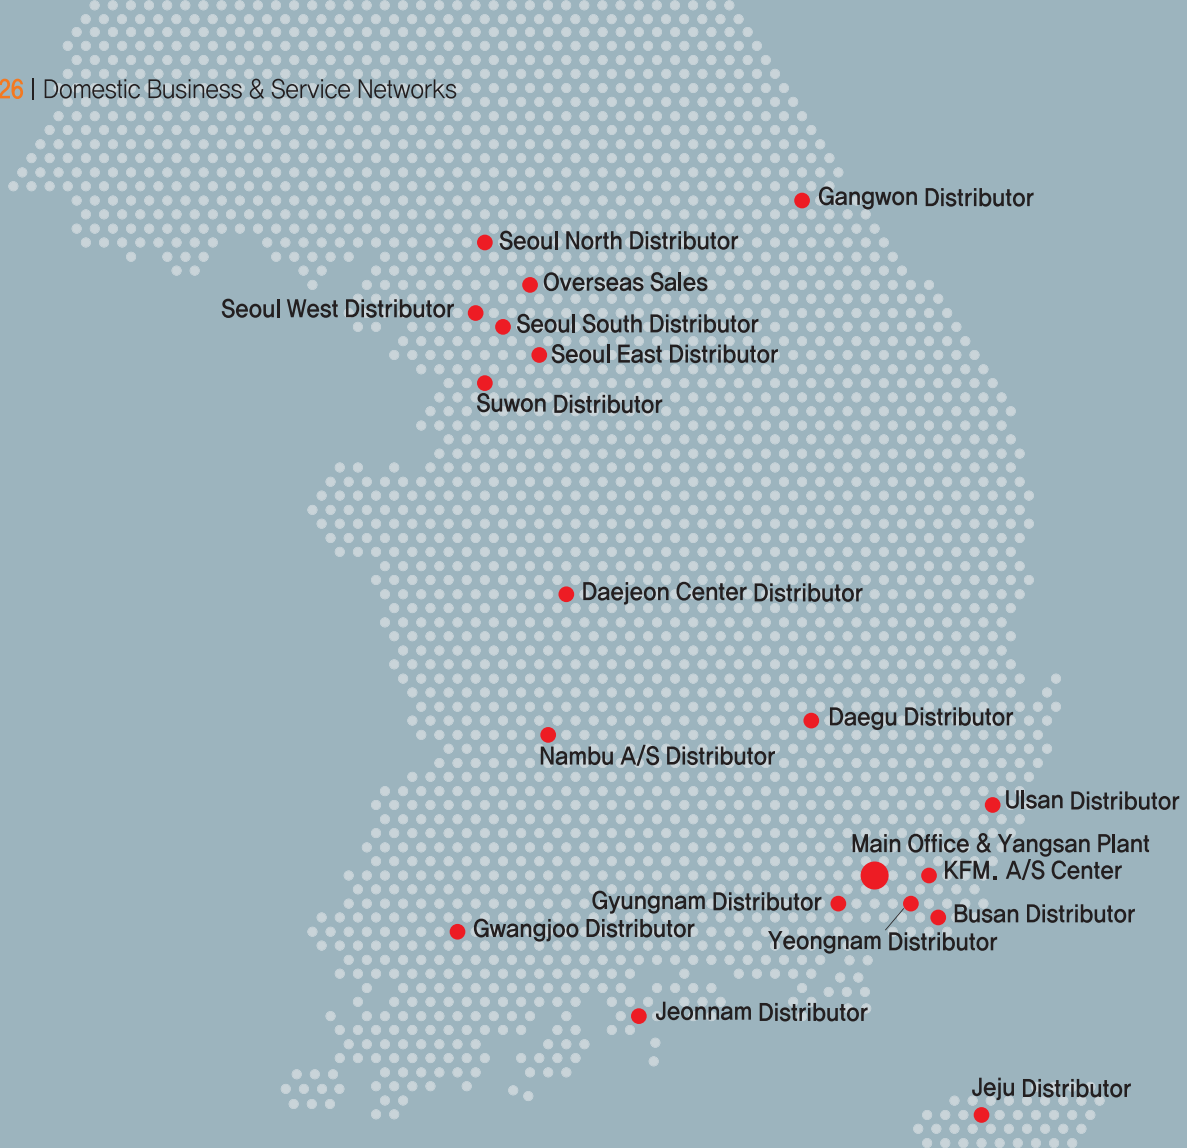 26 | Domestic Business & Service Networks
Gangwon Distributor
Seoul North Distributor
Overseas Sales
Seoul West Distributor
Seoul South Distributor
Seoul East Distributor
Suwon Distributor
Daejeon Center Distributor
Daegu Distributor
Nambu A/S Distributor
Ulsan Distributor
Main Office & Yangsan Plant
KFM. A/S Center
Gyungnam Distributor
Busan Distributor
Gwangjoo Distributor
Yeongnam Distributor
Jeonnam Distributor
Jeju Distributor